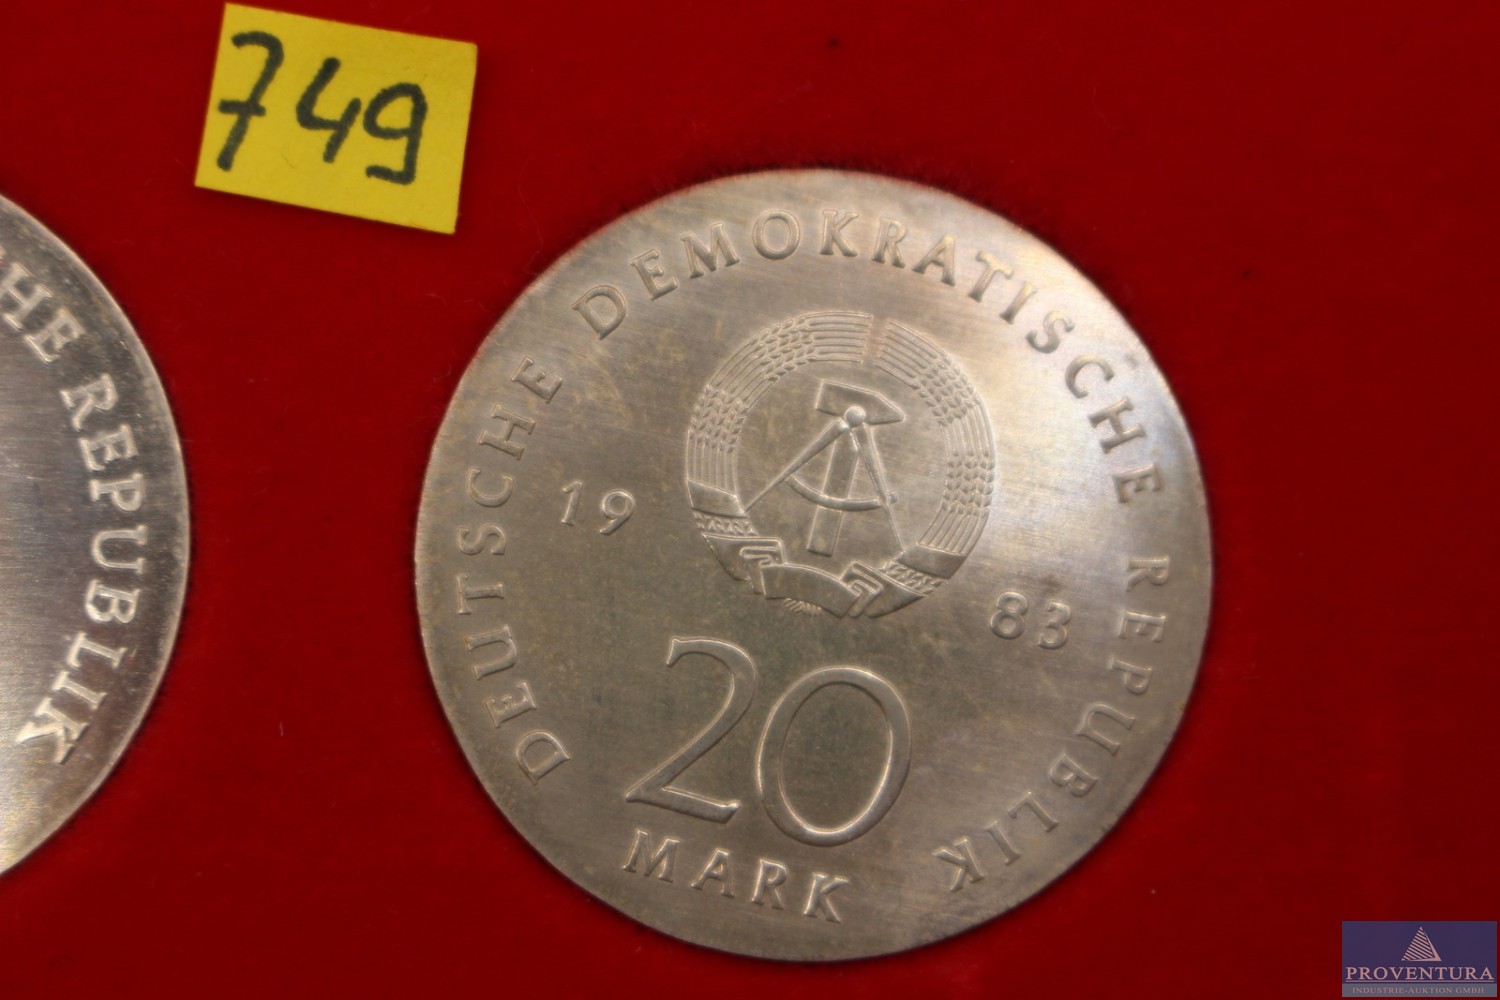 749
HE REPUBLIK
DEUTSCHE DEMOKRATISCHE REPUBLIK
19 83
20
MARK
PROVENTURA
INDUSTRIE-AUKTION GMBH